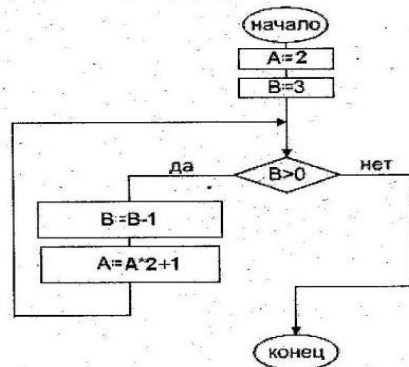 начало
A:=2
B:=3
B>0
да
нет
B:=B-1
A:=A*2+1
конец